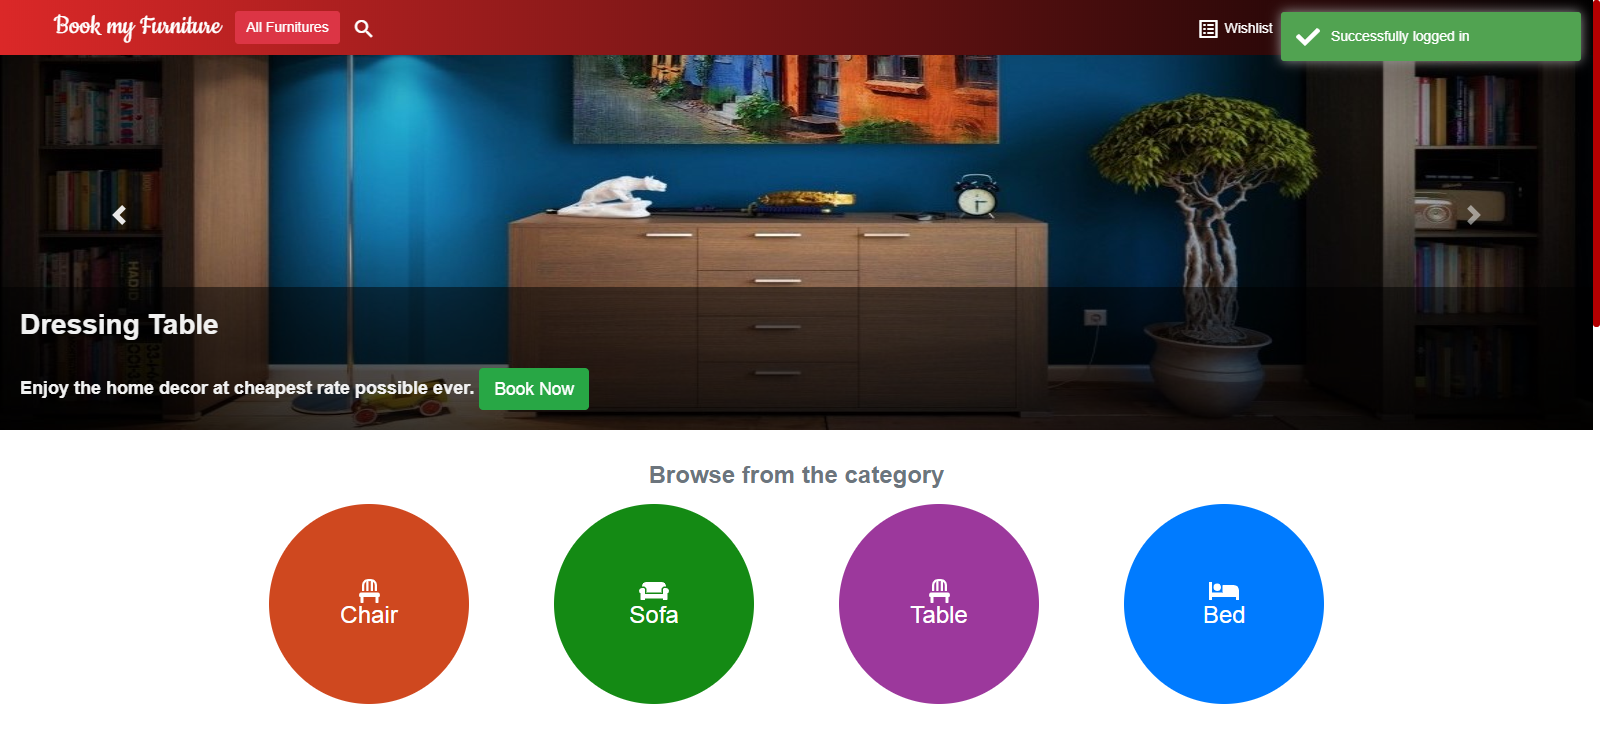 Book my Furniture
All Furnitures
Wishlist
Successfully logged in
Dressing Table
Enjoy the home decor at cheapest rate possible ever.
Book Now
Browse from the category
Chair
Sofa
Table
Bed